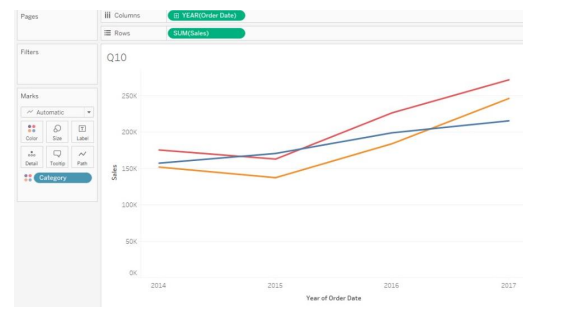 Pages
iii Columns
YEAR(Order Date)
Rows
SUM(Sales)
Filters
Q10
Marks
Automatic
Color
Size
Label
Detail
Tooltip
Path
Category
Sales
250K
200K
150K
100K
50K
0K
2014
2015
2016
2017
Year of Order Date